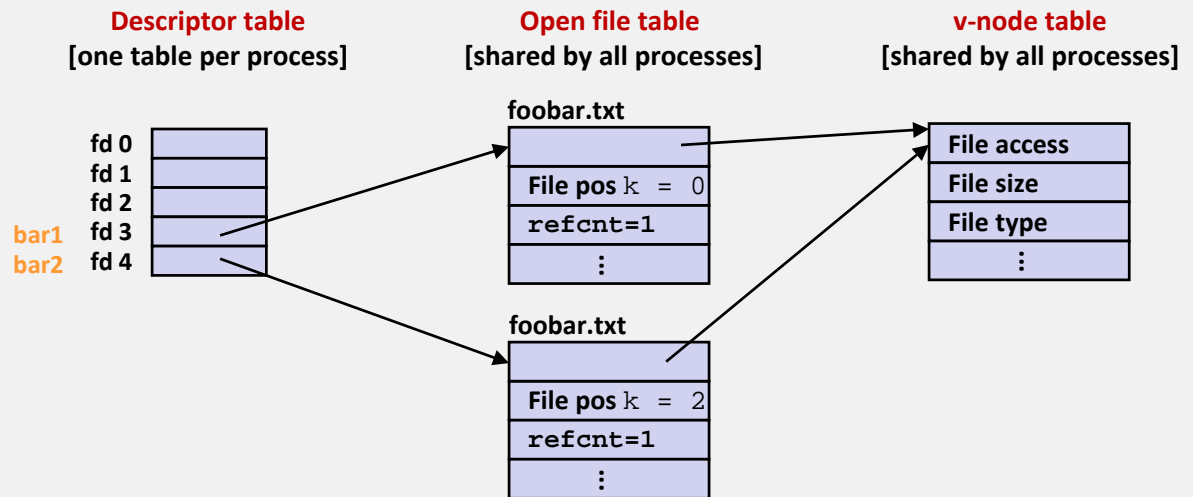 Descriptor table
[one table per process]
Open file table
[shared by all processes]
v-node table
[shared by all processes]
fd 0
fd 1
fd 2
bar1 fd 3
bar2 fd 4
foobar.txt
File pos k = 0
refcnt=1
⋮
foobar.txt
File pos k = 2
refcnt=1
⋮
File access
File size
File type
⋮